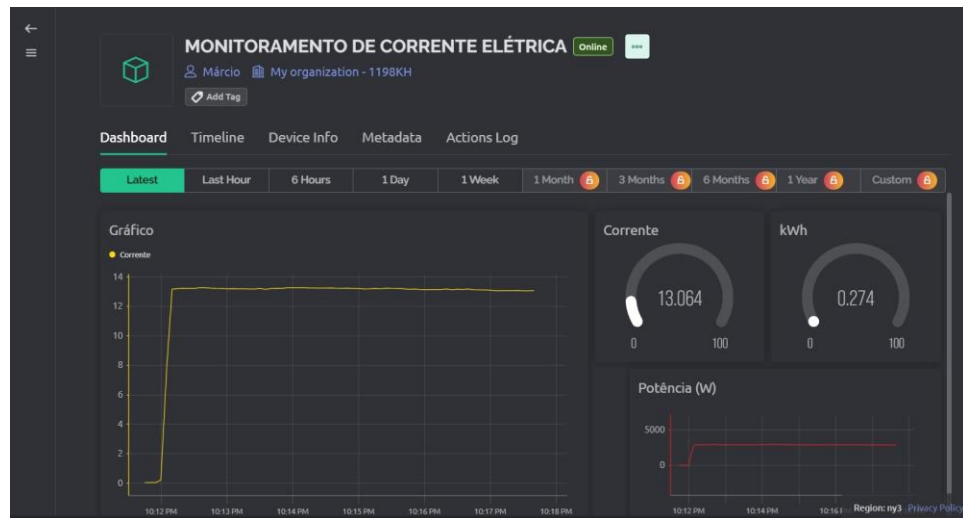 MONITORAMENTO DE CORRENTE ELÉTRICA Online
Márcio My organization - 1198KH
Add Tag
Dashboard Timeline Device Info Metadata Actions Log
Latest Last Hour 6 Hours 1 Day 1 Week 1 Month 3 Months 6 Months 1 Year Custom
Gráfico
Corrente
14
12
10
8
6
4
2
0
10:12 PM 10:13 PM 10:14 PM 10:15 PM 10:16 PM 10:17 PM 10:18 PM
Corrente
13.064
0 100
kWh
0.274
0 100
Potência (W)
5000
0
10:12 PM 10:14 PM
Region: ny3 Privacy Policy